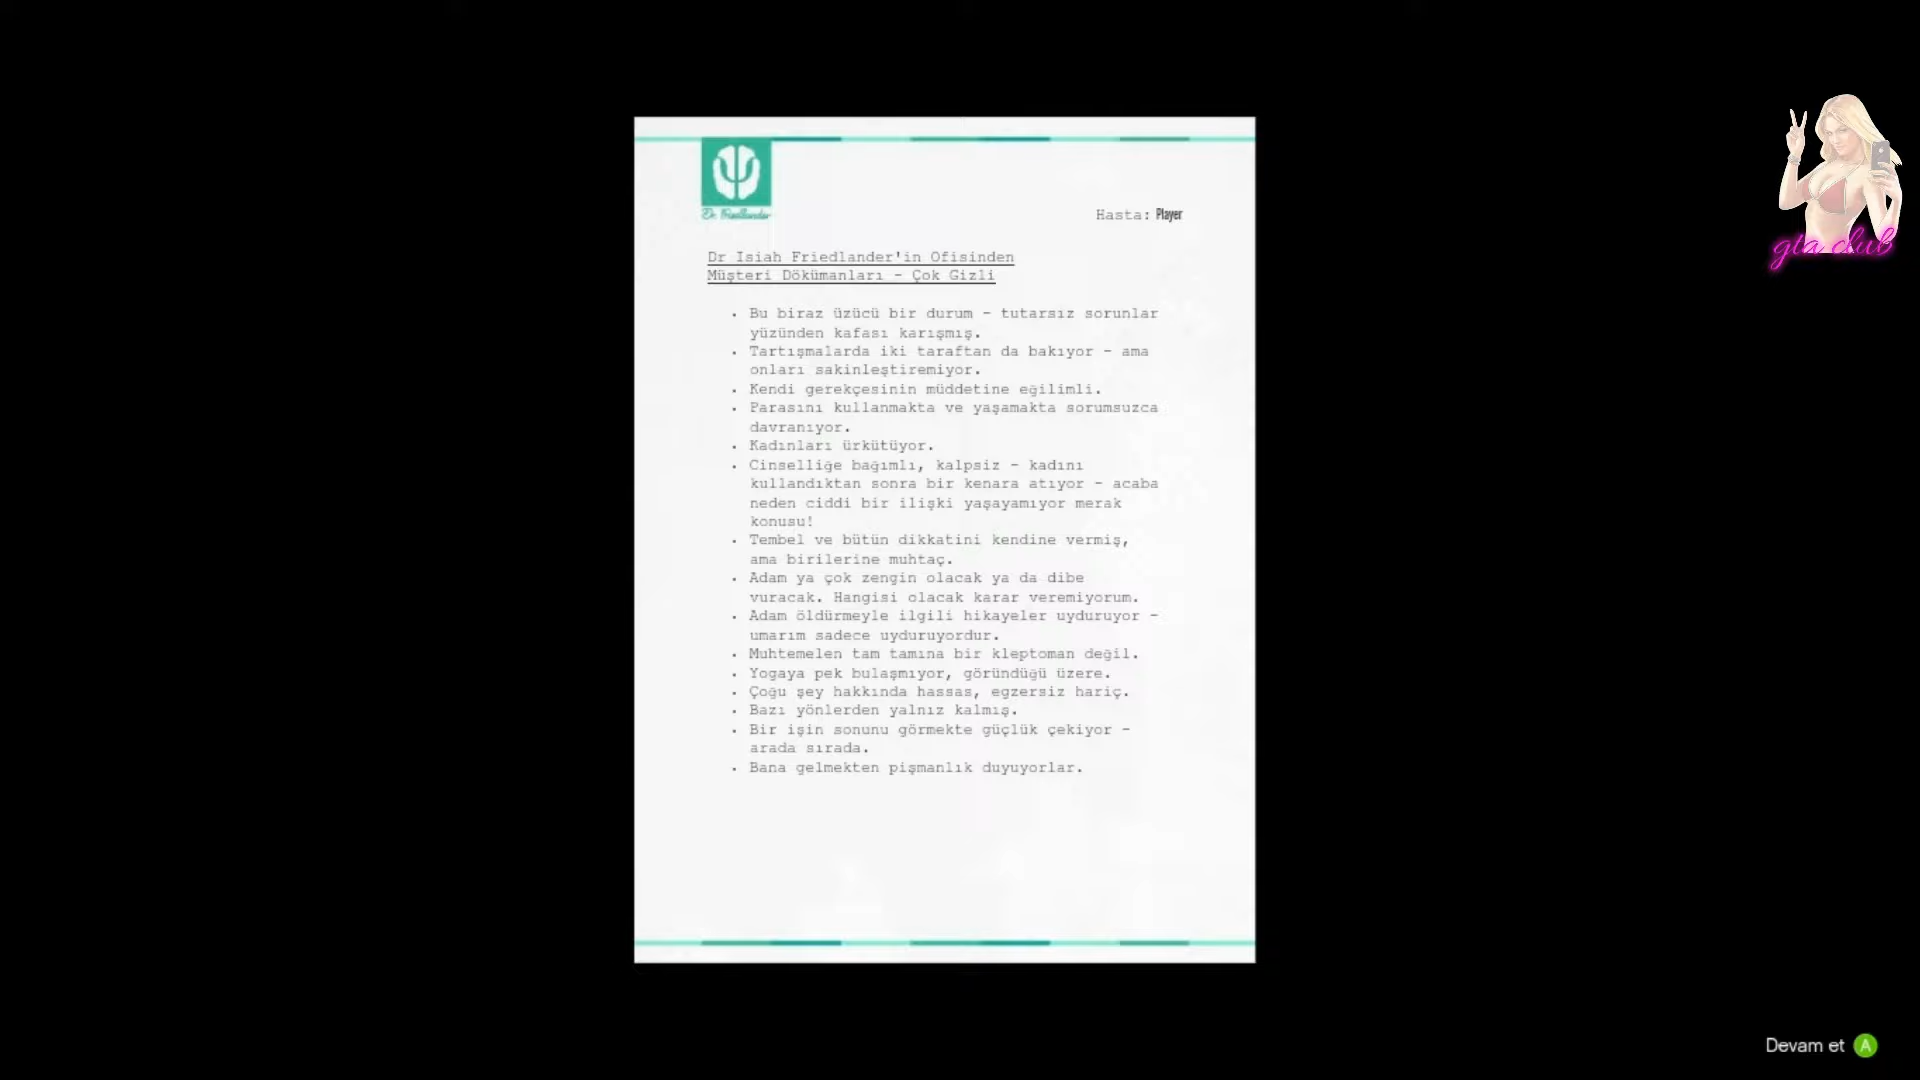 gta club
Dr. Friedlander
Hasta: Player
Dr Isiah Friedlander'in Ofisinden
Müşteri Dökümanları - Çok Gizli
• Bu biraz üzücü bir durum - tutarsız sorunlar
yüzünden kafası karışmış.
• Tartışmalarda iki taraftan da bakıyor - ama
onları sakinleştiremiyor.
• Kendi gerekçesinin müddetine eğilimli.
• Parasını kullanmakta ve yaşamakta sorumsuzca
davranıyor.
• Kadınları ürkütüyor.
• Cinselliğe bağımlı, kalpsiz - kadını
kullandıktan sonra bir kenara atıyor - acaba
neden ciddi bir ilişki yaşayamıyor merak
konusu!
• Tembel ve bütün dikkatini kendine vermiş,
ama birilerine muhtaç.
• Adam ya çok zengin olacak ya da dibe
vuracak. Hangisi olacak karar veremiyorum.
• Adam öldürmeyle ilgili hikayeler uyduruyor -
umarım sadece uyduruyordur.
• Muhtemelen tam tamına bir kleptoman değil.
• Yogaya pek bulaşmıyor, göründüğü üzere.
• Çoğu şey hakkında hassas, egzersiz hariç.
• Bazı yönlerden yalnız kalmış.
• Bir işin sonunu görmekte güçlük çekiyor -
arada sırada.
• Bana gelmekten pişmanlık duyuyorlar.
Devam et A